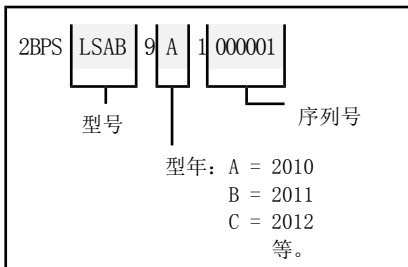 2BPS LSAB 9 A 1 000001
型号
序列号
型年: A = 2010
B = 2011
C = 2012
等。